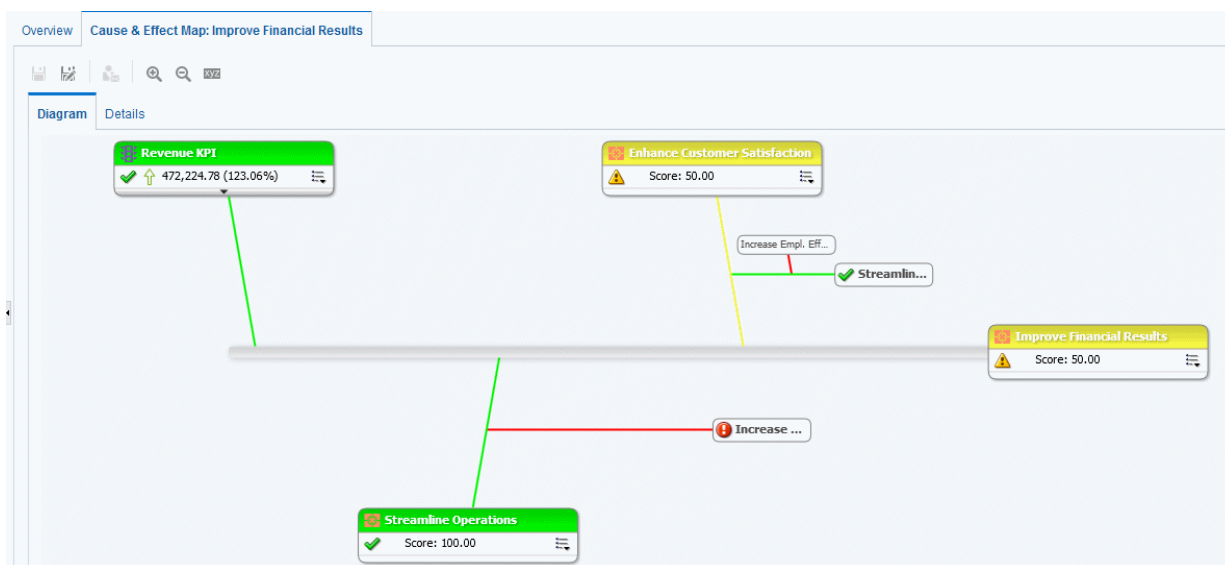 Overview Cause & Effect Map: Improve Financial Results
xyz
Diagram Details
Revenue KPI
472,224.78 (123.06%)
Enhance Customer Satisfaction
Score: 50.00
Increase Empl. Eff...
Streamlin...
Improve Financial Results
Score: 50.00
Increase ...
Streamline Operations
Score: 100.00